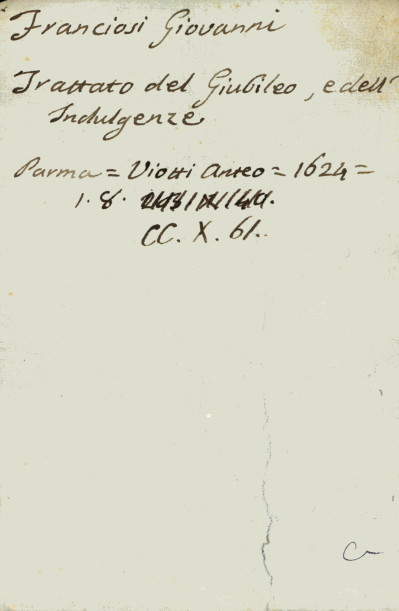 Franciosi Giovanni
Trattato del Giubileo, e dell'
Indulgenze
Parma = Viotti Anteo = 1624 =
1. 8.
CC. X. 61.